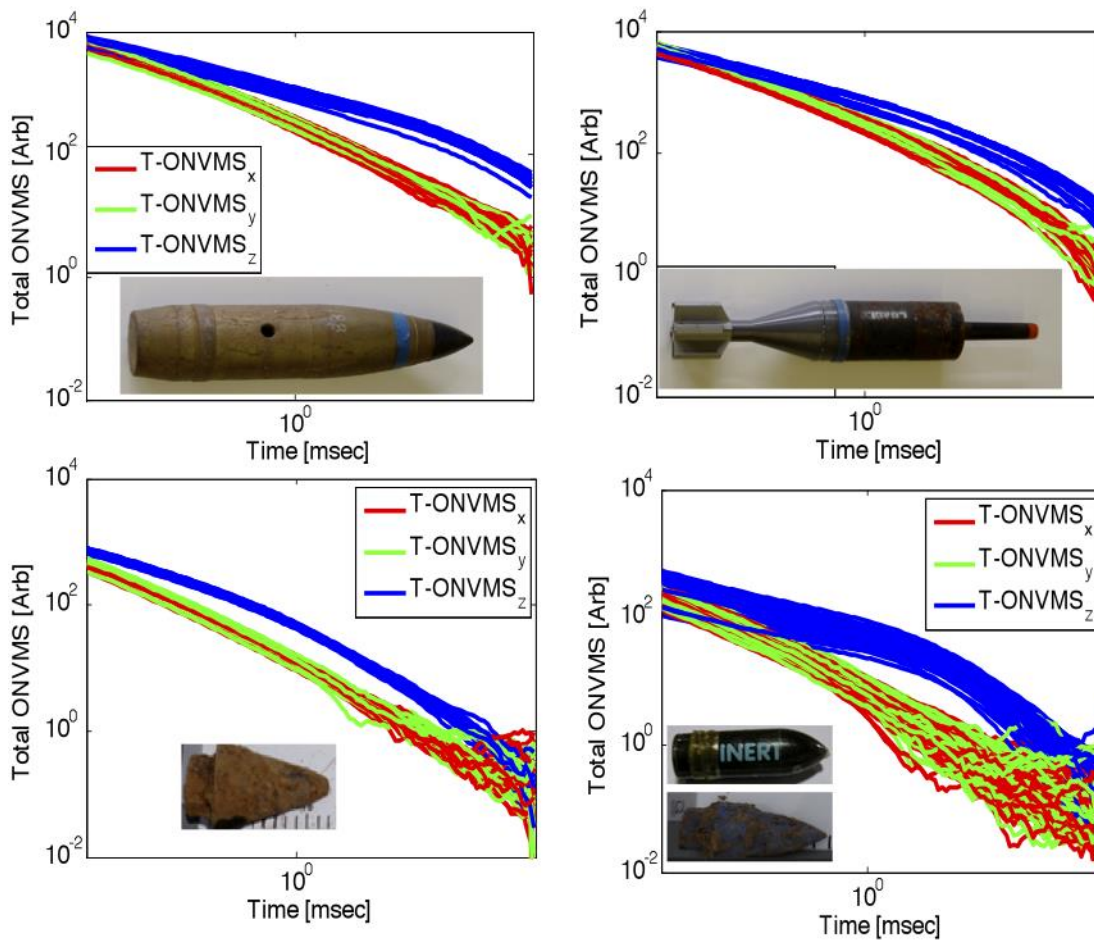 10^4
10^2
10^0
10^-2
Total ONVMS [Arb]
T-ONVMS_x
T-ONVMS_y
T-ONVMS_z
10^0
Time [msec]
10^4
10^2
10^0
10^-2
Total ONVMS [Arb]
10^0
Time [msec]
10^4
10^2
10^0
10^-2
Total ONVMS [Arb]
T-ONVMS_x
T-ONVMS_y
T-ONVMS_z
10^0
Time [msec]
10^4
10^2
10^0
10^-2
Total ONVMS [Arb]
T-ONVMS_x
T-ONVMS_y
T-ONVMS_z
INERT
10^0
Time [msec]